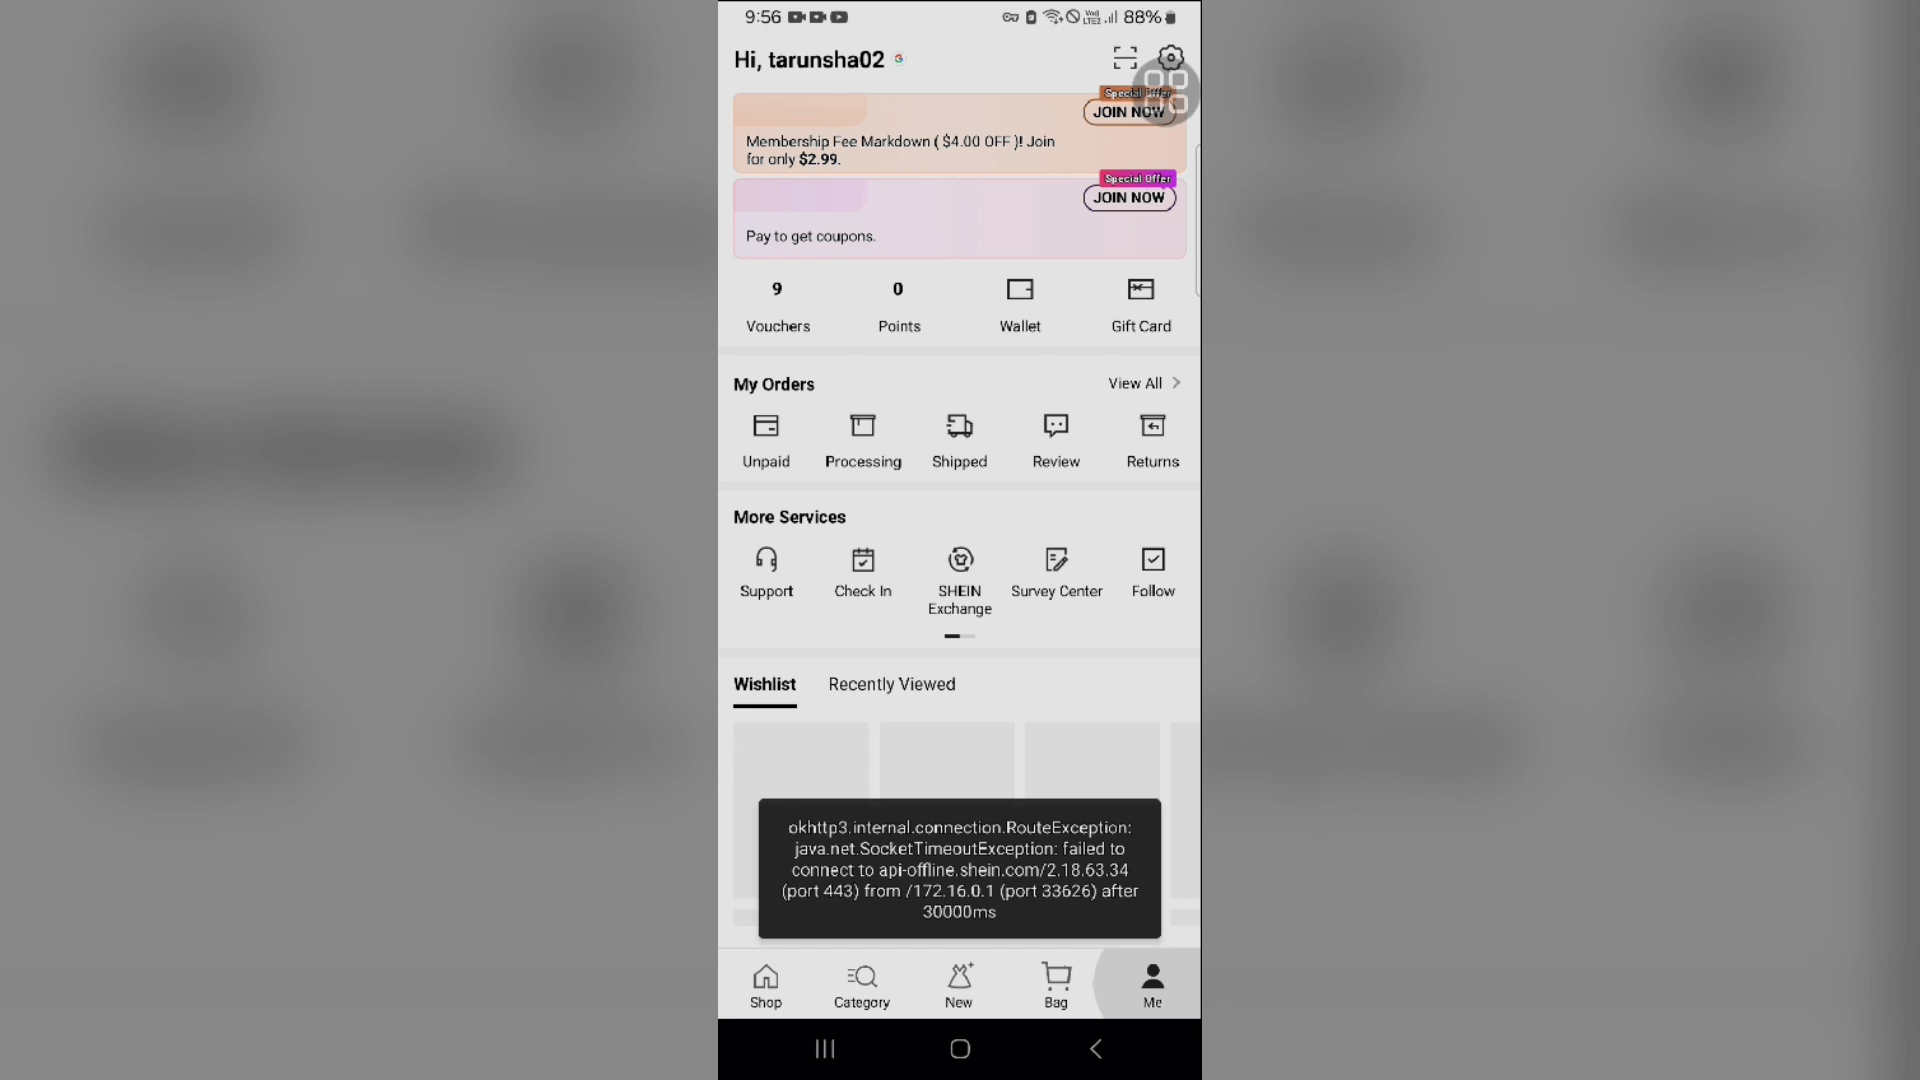 9:56
LTE2
88%
Hi, tarunsha02
Special Offer
JOIN NOW
Membership Fee Markdown ( $4.00 OFF )! Join
for only $2.99.
Special Offer
JOIN NOW
Pay to get coupons.
9
0
Vouchers
Points
Wallet
Gift Card
My Orders
View All
Unpaid
Processing
Shipped
Review
Returns
More Services
Support
Check In
SHEIN
Exchange
Survey Center
Follow
Wishlist
Recently Viewed
okhttp3.internal.connection.RouteException:
java.net.SocketTimeoutException: failed to
connect to api-offline.shein.com/2.18.63.34
(port 443) from /172.16.0.1 (port 33626) after
30000ms
Shop
Category
New
Bag
Me